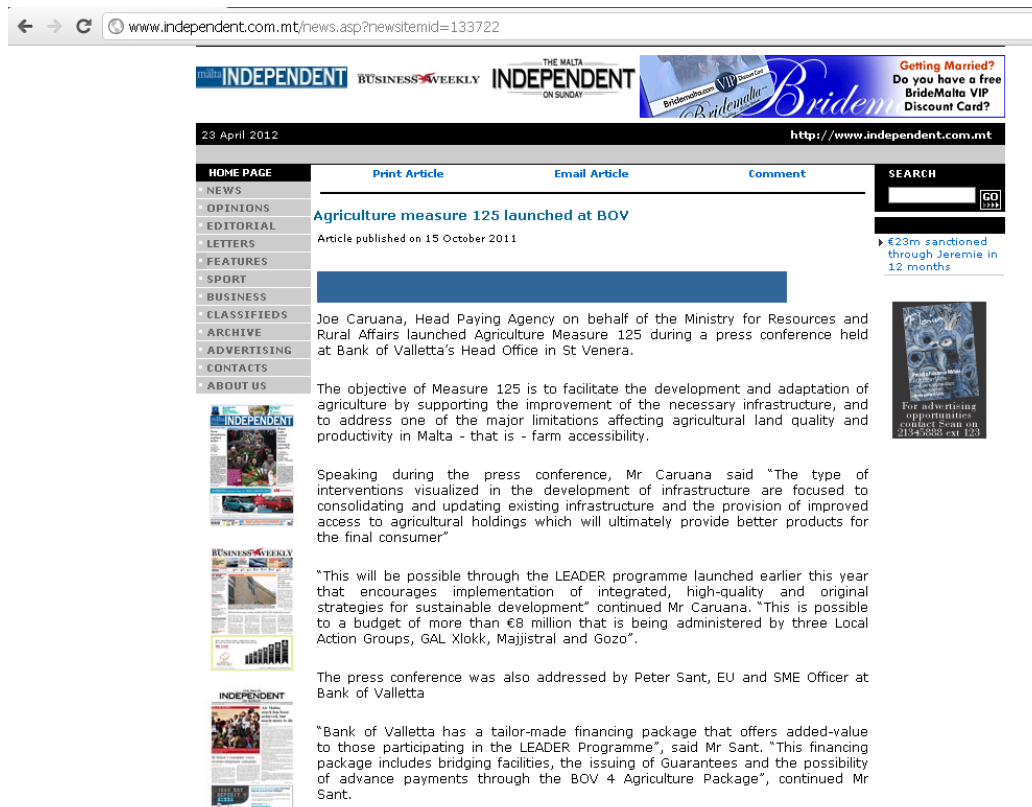 www.independent.com.mt/news.asp?newsitemid=133722
malta INDEPENDENT
BUSINESS WEEKLY
THE MALTA
INDEPENDENT
ON SUNDAY
Bridemalta.com VIP Discount Card
Bridemalta
Bridem
Getting Married?
Do you have a free
BrideMalta VIP
Discount Card?
23 April 2012
http://www.independent.com.mt
HOME PAGE
NEWS
OPINIONS
EDITORIAL
LETTERS
FEATURES
SPORT
BUSINESS
CLASSIFIEDS
ARCHIVE
ADVERTISING
CONTACTS
ABOUT US
INDEPENDENT
BUSINESS WEEKLY
THE MALTA
INDEPENDENT
Print Article Email Article Comment
Agriculture measure 125 launched at BOV
Article published on 15 October 2011
Joe Caruana, Head Paying Agency on behalf of the Ministry for Resources and
Rural Affairs launched Agriculture Measure 125 during a press conference held
at Bank of Valletta's Head Office in St Venera.
The objective of Measure 125 is to facilitate the development and adaptation of
agriculture by supporting the improvement of the necessary infrastructure, and
to address one of the major limitations affecting agricultural land quality and
productivity in Malta - that is - farm accessibility.
Speaking during the press conference, Mr Caruana said “The type of
interventions visualized in the development of infrastructure are focused to
consolidating and updating existing infrastructure and the provision of improved
access to agricultural holdings which will ultimately provide better products for
the final consumer”
“This will be possible through the LEADER programme launched earlier this year
that encourages implementation of integrated, high-quality and original
strategies for sustainable development” continued Mr Caruana. “This is possible
to a budget of more than €8 million that is being administered by three Local
Action Groups, GAL Xlokk, Majjistral and Gozo”.
The press conference was also addressed by Peter Sant, EU and SME Officer at
Bank of Valletta
“Bank of Valletta has a tailor-made financing package that offers added-value
to those participating in the LEADER Programme”, said Mr Sant. “This financing
package includes bridging facilities, the issuing of Guarantees and the possibility
of advance payments through the BOV 4 Agriculture Package”, continued Mr
Sant.
SEARCH
GO
€23m sanctioned
through Jeremie in
12 months
For advertising
opportunities
contact Sean on
21345888 ext 123